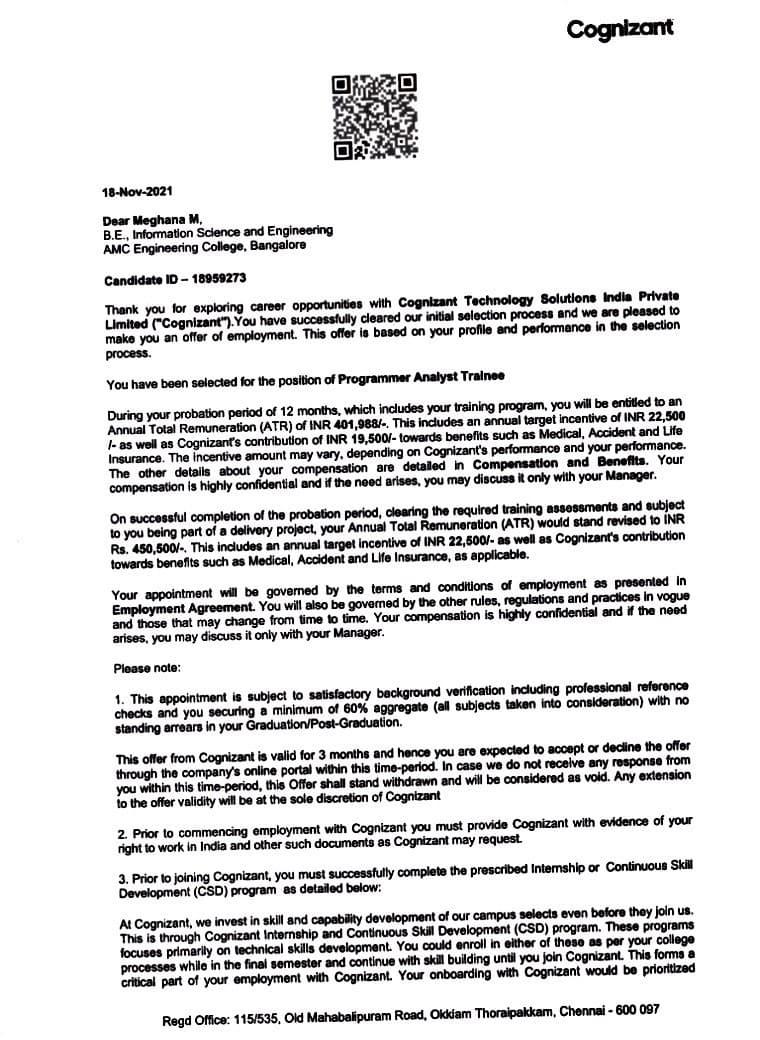 Cognizant
18-Nov-2021
Dear Meghana M,
B.E., Information Science and Engineering
AMC Engineering College, Bangalore
Candidate ID – 18959273
Thank you for exploring career opportunities with Cognizant Technology Solutions India Private
Limited ("Cognizant").You have successfully cleared our initial selection process and we are pleased to
make you an offer of employment. This offer is based on your profile and performance in the selection
process.
You have been selected for the position of Programmer Analyst Trainee
During your probation period of 12 months, which includes your training program, you will be entitled to an
Annual Total Remuneration (ATR) of INR 401,988/-. This includes an annual target incentive of INR 22,500
/- as well as Cognizant's contribution of INR 19,500/- towards benefits such as Medical, Accident and Life
Insurance. The incentive amount may vary, depending on Cognizant's performance and your performance.
The other details about your compensation are detailed in Compensation and Benefits. Your
compensation is highly confidential and if the need arises, you may discuss it only with your Manager.
On successful completion of the probation period, clearing the required training assessments and subject
to you being part of a delivery project, your Annual Total Remuneration (ATR) would stand revised to INR
Rs. 450,500/-. This includes an annual target incentive of INR 22,500/- as well as Cognizant's contribution
towards benefits such as Medical, Accident and Life Insurance, as applicable.
Your appointment will be governed by the terms and conditions of employment as presented in
Employment Agreement. You will also be governed by the other rules, regulations and practices in vogue
and those that may change from time to time. Your compensation is highly confidential and if the need
arises, you may discuss it only with your Manager.
Please note:
1. This appointment is subject to satisfactory background verification including professional reference
checks and you securing a minimum of 60% aggregate (all subjects taken into consideration) with no
standing arrears in your Graduation/Post-Graduation.
This offer from Cognizant is valid for 3 months and hence you are expected to accept or decline the offer
through the company's online portal within this time-period. In case we do not receive any response from
you within this time-period, this Offer shall stand withdrawn and will be considered as void. Any extension
to the offer validity will be at the sole discretion of Cognizant
2. Prior to commencing employment with Cognizant you must provide Cognizant with evidence of your
right to work in India and other such documents as Cognizant may request.
3. Prior to joining Cognizant, you must successfully complete the prescribed Internship or Continuous Skill
Development (CSD) program as detailed below:
At Cognizant, we invest in skill and capability development of our campus selects even before they join us.
This is through Cognizant Internship and Continuous Skill Development (CSD) program. These programs
focuses primarily on technical skills development. You could enroll in either of these as per your college
processes while in the final semester and continue with skill building until you join Cognizant. This forms a
critical part of your employment with Cognizant. Your onboarding with Cognizant would be prioritized
Regd Office: 115/535, Old Mahabalipuram Road, Okkiam Thoraipakkam, Chennai - 600 097